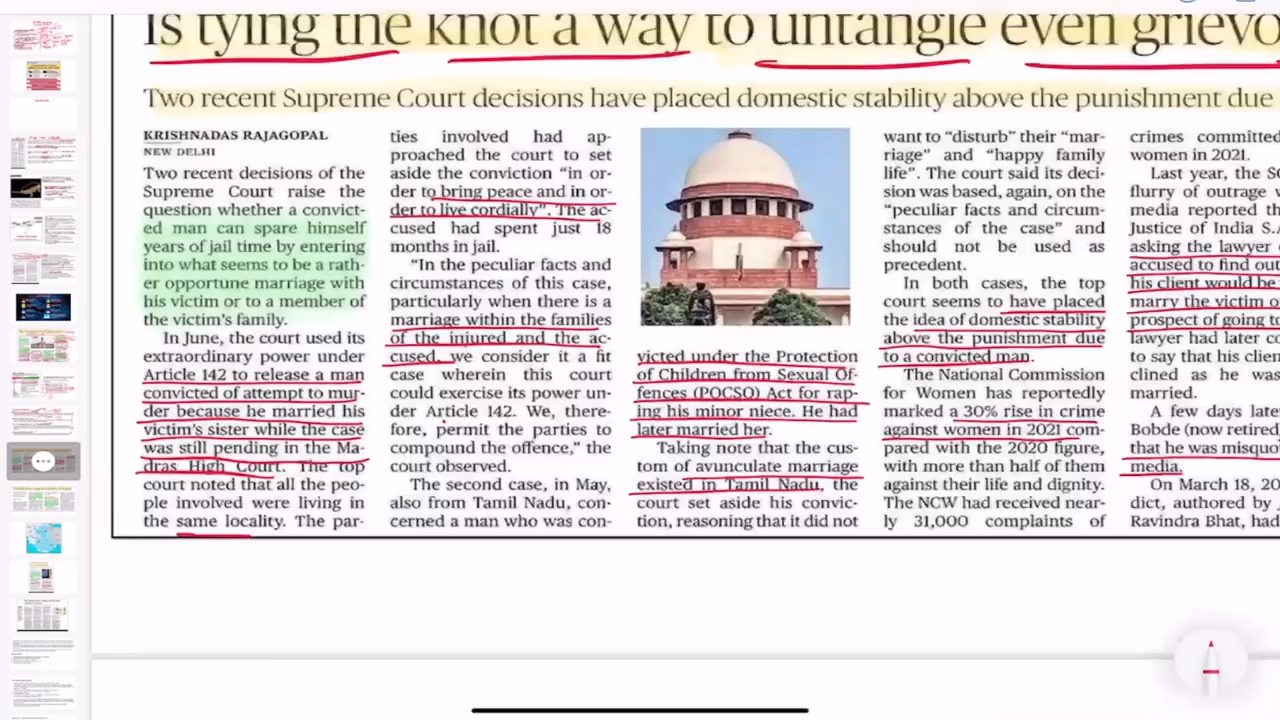 Is tying the knot a way to untangle even grievo
Two recent Supreme Court decisions have placed domestic stability above the punishment due
KRISHNADAS RAJAGOPAL
NEW DELHI
Two recent decisions of the
Supreme Court raise the
question whether a convict-
ed man can spare himself
years of jail time by entering
into what seems to be a rath-
er opportune marriage with
his victim or to a member of
the victim's family.
In June, the court used its
extraordinary power under
Article 142 to release a man
convicted of attempt to mur-
der because he married his
victim's sister while the case
was still pending in the Ma-
dras High Court. The top
court noted that all the peo-
ple involved were living in
the same locality. The par-
ties involved had ap-
proached the court to set
aside the conviction "in or-
der to bring race and in or-
der to live cordially". The ac-
cused had spent just 18
months in jail.
"In the peculiar facts and
circumstances of this case,
particularly when there is a
marriage within the families
of the injured and the ac-
cused, we consider it a fit
case wherein this court
could exercise its power un-
der Article 142. We, there-
fore, permit the parties to
compound the offence," the
court observed.
The second case, in May,
also from Tamil Nadu, con-
cerned a man who was con-
victed under the Protection
of Children from Sexual Of-
fences (POCSO) Act for rap-
ing his minor niece. He had
later married her.
Taking note that the cus-
tom of avunculate marriage
existed in Tamil Nadu, the
court set aside his convic-
tion, reasoning that it did not
want to "disturb" their "mar-
riage" and "happy family
life". The court said its deci-
sion was based, again, on the
"peculiar facts and circum-
stances of the case" and
should not be used as
precedent.
In both cases, the top
court seems to have placed
the idea of domestic stability
above the punishment due
to a convicted man.
The National Commission
for Women has reportedly
marked a 30% rise in crime
against women in 2021 com-
pared with the 2020 figure,
with more than half of them
against their life and dignity.
The NCW had received near-
ly 31,000 complaints of
crimes committed
women in 2021.
Last year, the SC
flurry of outrage
media reported th
Justice of India S.A
asking the lawyer
accused to find out
his client would be
marry the victim o
prospect of going to
lawyer had later co
to say that his clien
clined as he was
married.
A few days late
Bobde (now retired)
that he was misquo
media.
On March 18, 20
dict, authored by
Ravindra Bhat, had